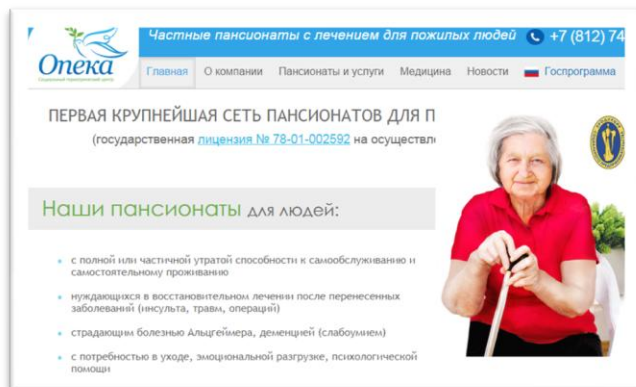 Частные пансионаты с лечением для пожилых людей +7 (812) 74
Опека
Главная О компании Пансионаты и услуги Медицина Новости Госпрограмма
ПЕРВАЯ КРУПНЕЙШАЯ СЕТЬ ПАНСИОНАТОВ ДЛЯ П
(государственная лицензия № 78-01-002592 на осуществл
Наши пансионаты для людей:
с полной или частичной утратой способности к самообслуживанию и
самостоятельному проживанию
нуждающихся в восстановительном лечении после перенесенных
заболеваний (инсульта, травм, операций)
страдающим болезнью Альцгеймера, деменцией (слабоумием)
с потребностью в уходе, эмоциональной разгрузке, психологической
помощи